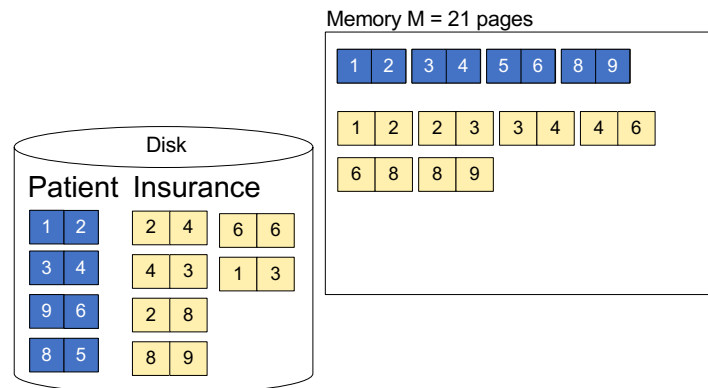 Memory M = 21 pages
1 2 3 4 5 6 8 9
1 2 2 3 3 4 4 6
6 8 8 9
Disk
Patient Insurance
1 2 2 4 6 6
3 4 4 3 1 3
9 6 2 8
8 5 8 9